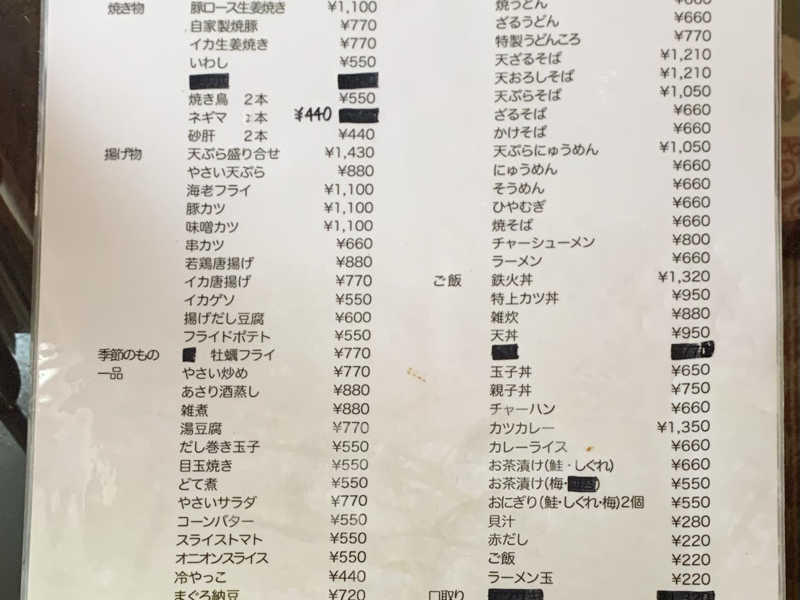 焼き物 豚ロース生姜焼き ¥1,100
自家製焼豚 ¥770
イカ生姜焼き ¥770
いわし ¥550
焼き鳥 2本 ¥550
ネギマ 2本 ¥440
砂肝 2本 ¥440
揚げ物 天ぷら盛り合せ ¥1,430
やさい天ぷら ¥880
海老フライ ¥1,100
豚カツ ¥1,100
味噌カツ ¥1,100
串カツ ¥660
若鶏唐揚げ ¥880
イカ唐揚げ ¥770
イカゲソ ¥550
揚げだし豆腐 ¥600
フライドポテト ¥550
季節のもの 牡蠣フライ ¥770
一品 やさい炒め ¥770
あさり酒蒸し ¥880
雑煮 ¥880
湯豆腐 ¥770
だし巻き玉子 ¥550
目玉焼き ¥550
どて煮 ¥550
やさいサラダ ¥770
コーンバター ¥550
スライストマト ¥550
オニオンスライス ¥550
冷やっこ ¥440
まぐろ納豆 ¥720
焼うどん ¥660
ざるうどん ¥660
特製うどんころ ¥770
天ざるそば ¥1,210
天おろしそば ¥1,210
天ぷらそば ¥1,050
ざるそば ¥660
かけそば ¥660
天ぷらにゅうめん ¥1,050
にゅうめん ¥660
そうめん ¥660
ひやむぎ ¥660
焼そば ¥660
チャーシューメン ¥800
ラーメン ¥660
ご飯 鉄火丼 ¥1,320
特上カツ丼 ¥950
雑炊 ¥880
天丼 ¥950
玉子丼 ¥650
親子丼 ¥750
チャーハン ¥660
カツカレー ¥1,350
カレーライス ¥660
お茶漬け(鮭・しぐれ) ¥660
お茶漬け(梅・) ¥550
おにぎり(鮭・しぐれ・梅)2個 ¥550
貝汁 ¥280
赤だし ¥220
ご飯 ¥220
ラーメン玉 ¥220
口取り